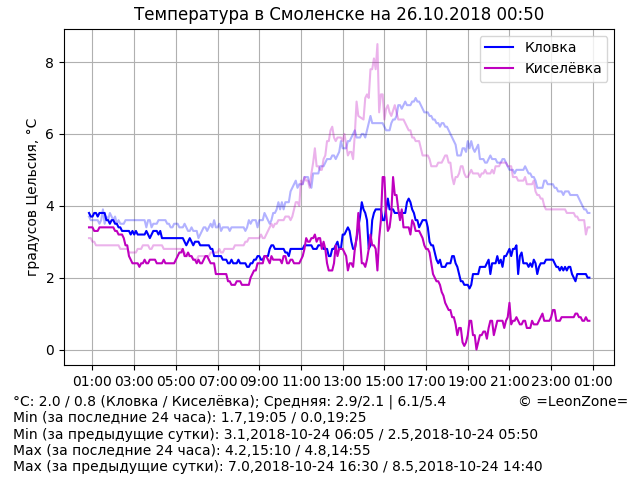 Температура в Смоленске на 26.10.2018 00:50
Кловка
Киселёвка
градусов Цельсия, °C
8
6
4
2
0
01:00 03:00 05:00 07:00 09:00 11:00 13:00 15:00 17:00 19:00 21:00 23:00 01:00
°C: 2.0 / 0.8 (Кловка / Киселёвка); Средняя: 2.9/2.1 | 6.1/5.4 © =LeonZone=
Min (за последние 24 часа): 1.7,19:05 / 0.0,19:25
Min (за предыдущие сутки): 3.1,2018-10-24 06:05 / 2.5,2018-10-24 05:50
Max (за последние 24 часа): 4.2,15:10 / 4.8,14:55
Max (за предыдущие сутки): 7.0,2018-10-24 16:30 / 8.5,2018-10-24 14:40